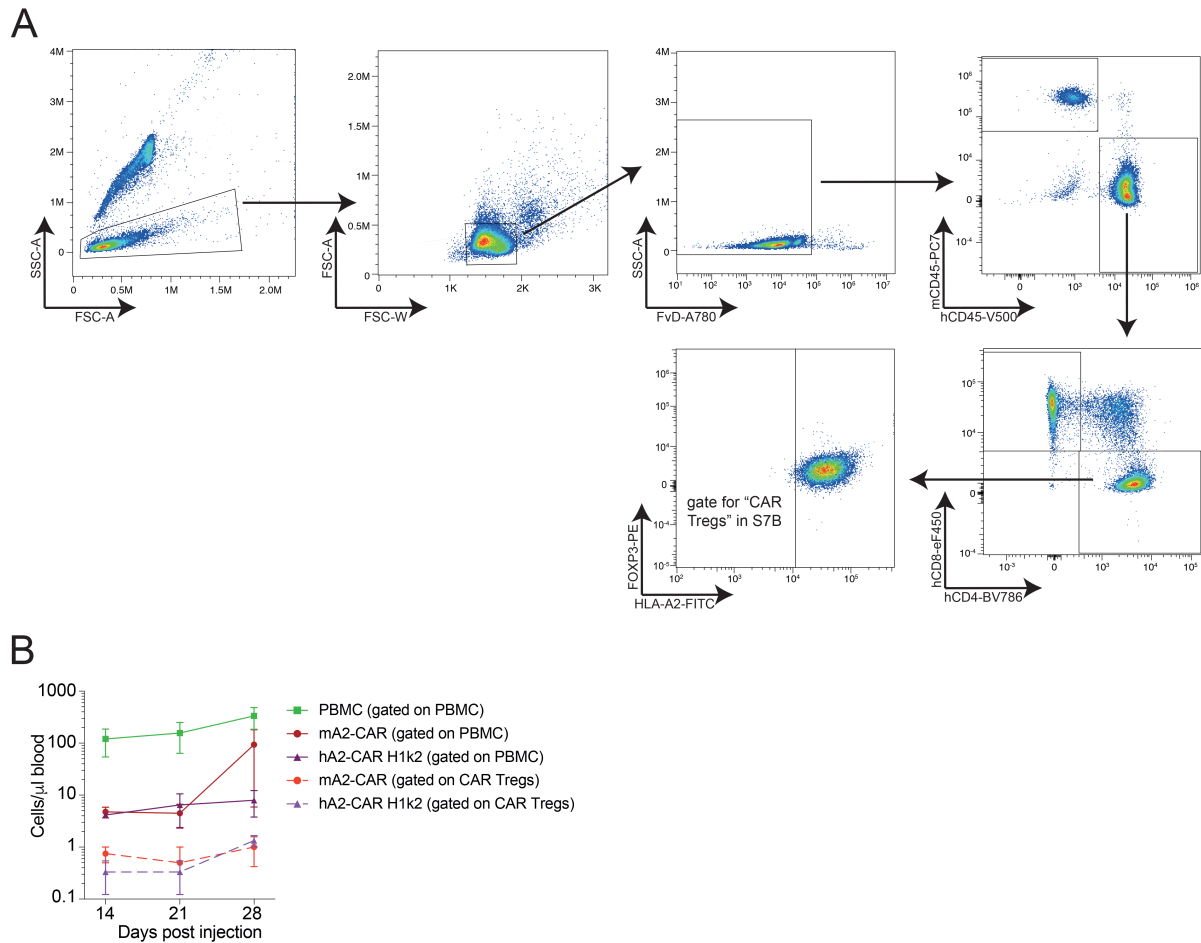 A
4M
3M
2M
1M
0
SSC-A
0.5M
1M
2.0M
FSC-A
2.0M
1.5M
1.0M
0.5M
0
FSC-A
0
1K
2K
3K
FSC-W
4M
3M
2M
1M
0
SSC-A
10¹
10²
10³
10⁴
10⁵
10⁶
10⁷
FvD-A780
10⁶
10⁵
10⁴
0
10-⁴
mCD45-PC7
0
10³
10⁴
10⁵
10⁶
hCD45-V500
10⁶
10⁵
10⁴
0
10-⁴
10-⁵
FOXP3-PE
gate for “CAR
Tregs” in S7B
10²
10³
10⁴
10⁵
HLA-A2-FITC
10⁵
10⁴
0
10-⁴
hCD8-eF450
10-³
0
10³
10⁴
10⁵
hCD4-BV786
B
1000
100
10
1
0.1
Cells/µl blood
14
21
28
Days post injection
PBMC (gated on PBMC)
mA2-CAR (gated on PBMC)
hA2-CAR H1k2 (gated on PBMC)
mA2-CAR (gated on CAR Tregs)
hA2-CAR H1k2 (gated on CAR Tregs)